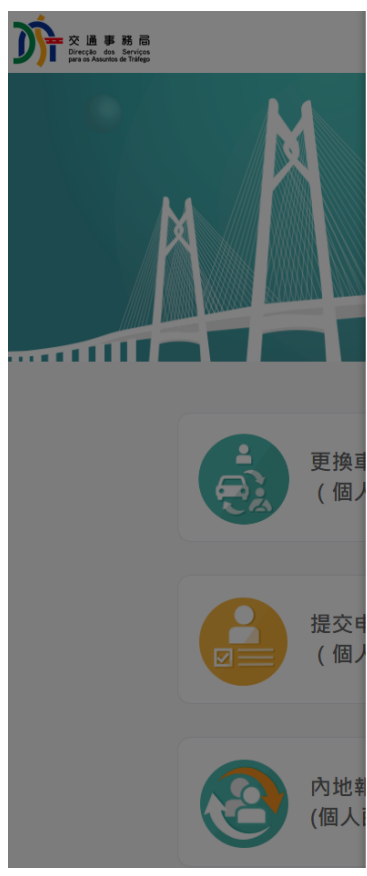 交通事務局
Direcção dos Serviços
para os Assuntos de Tráfego
更換
（個人
提交
（個人
內地
(個人